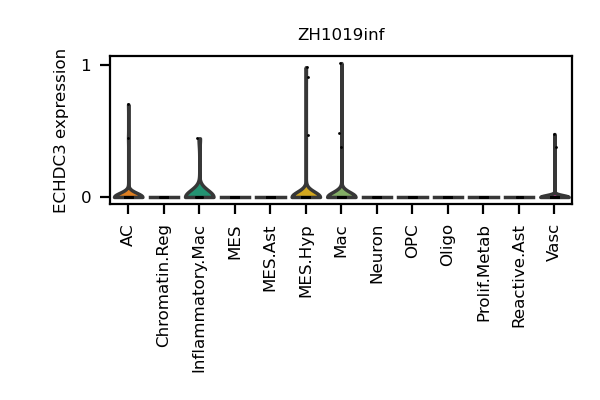 ZH1019inf
ECHDC3 expression
1
0
AC
Chromatin.Reg
Inflammatory.Mac
MES
MES.Ast
MES.Hyp
Mac
Neuron
OPC
Oligo
Prolif.Metab
Reactive.Ast
Vasc